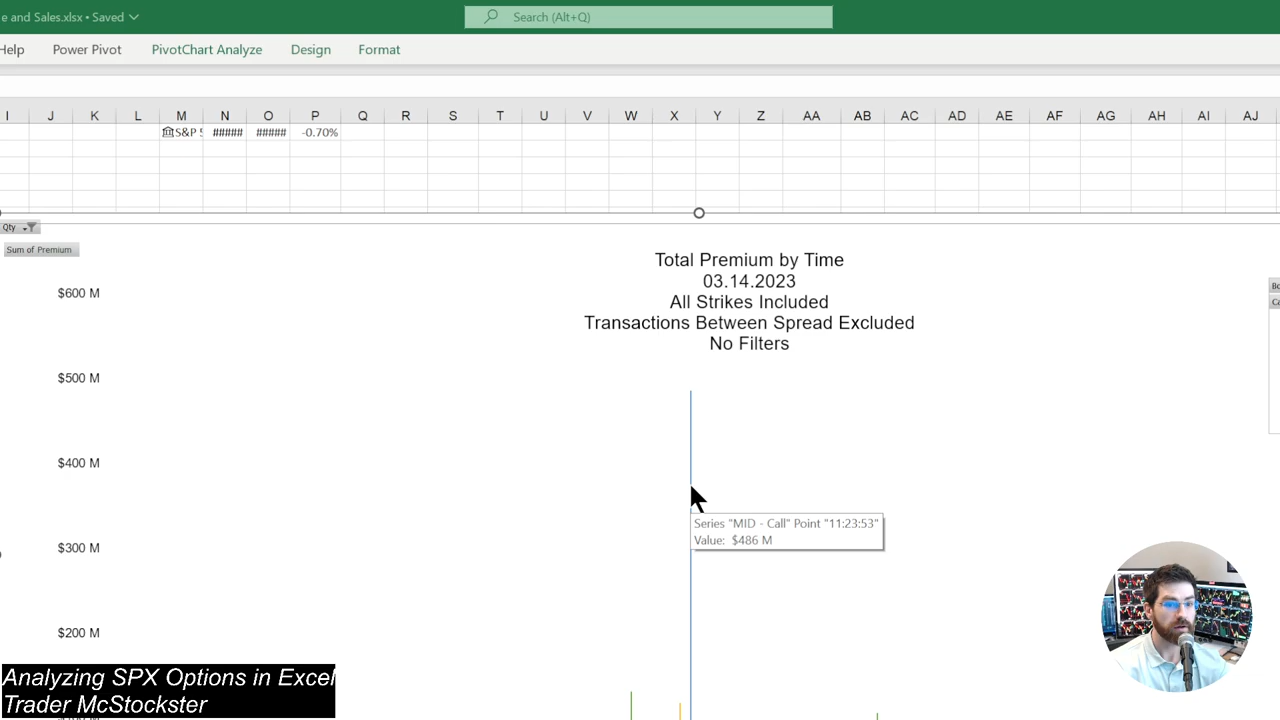 e and Sales.xlsx • Saved
Search (Alt+Q)
Help
Power Pivot
PivotChart Analyze
Design
Format
I J K L M N O P Q R S T U V W X Y Z AA AB AC AD AE AF AG AH AI AJ
S&P 5 ##### ##### -0.70%
Qty
Sum of Premium
Total Premium by Time
03.14.2023
All Strikes Included
Transactions Between Spread Excluded
No Filters
$600 M
$500 M
$400 M
$300 M
$200 M
Series "MID - Call" Point "11:23:53"
Value: $486 M
Analyzing SPX Options in Excel
Trader McStockster